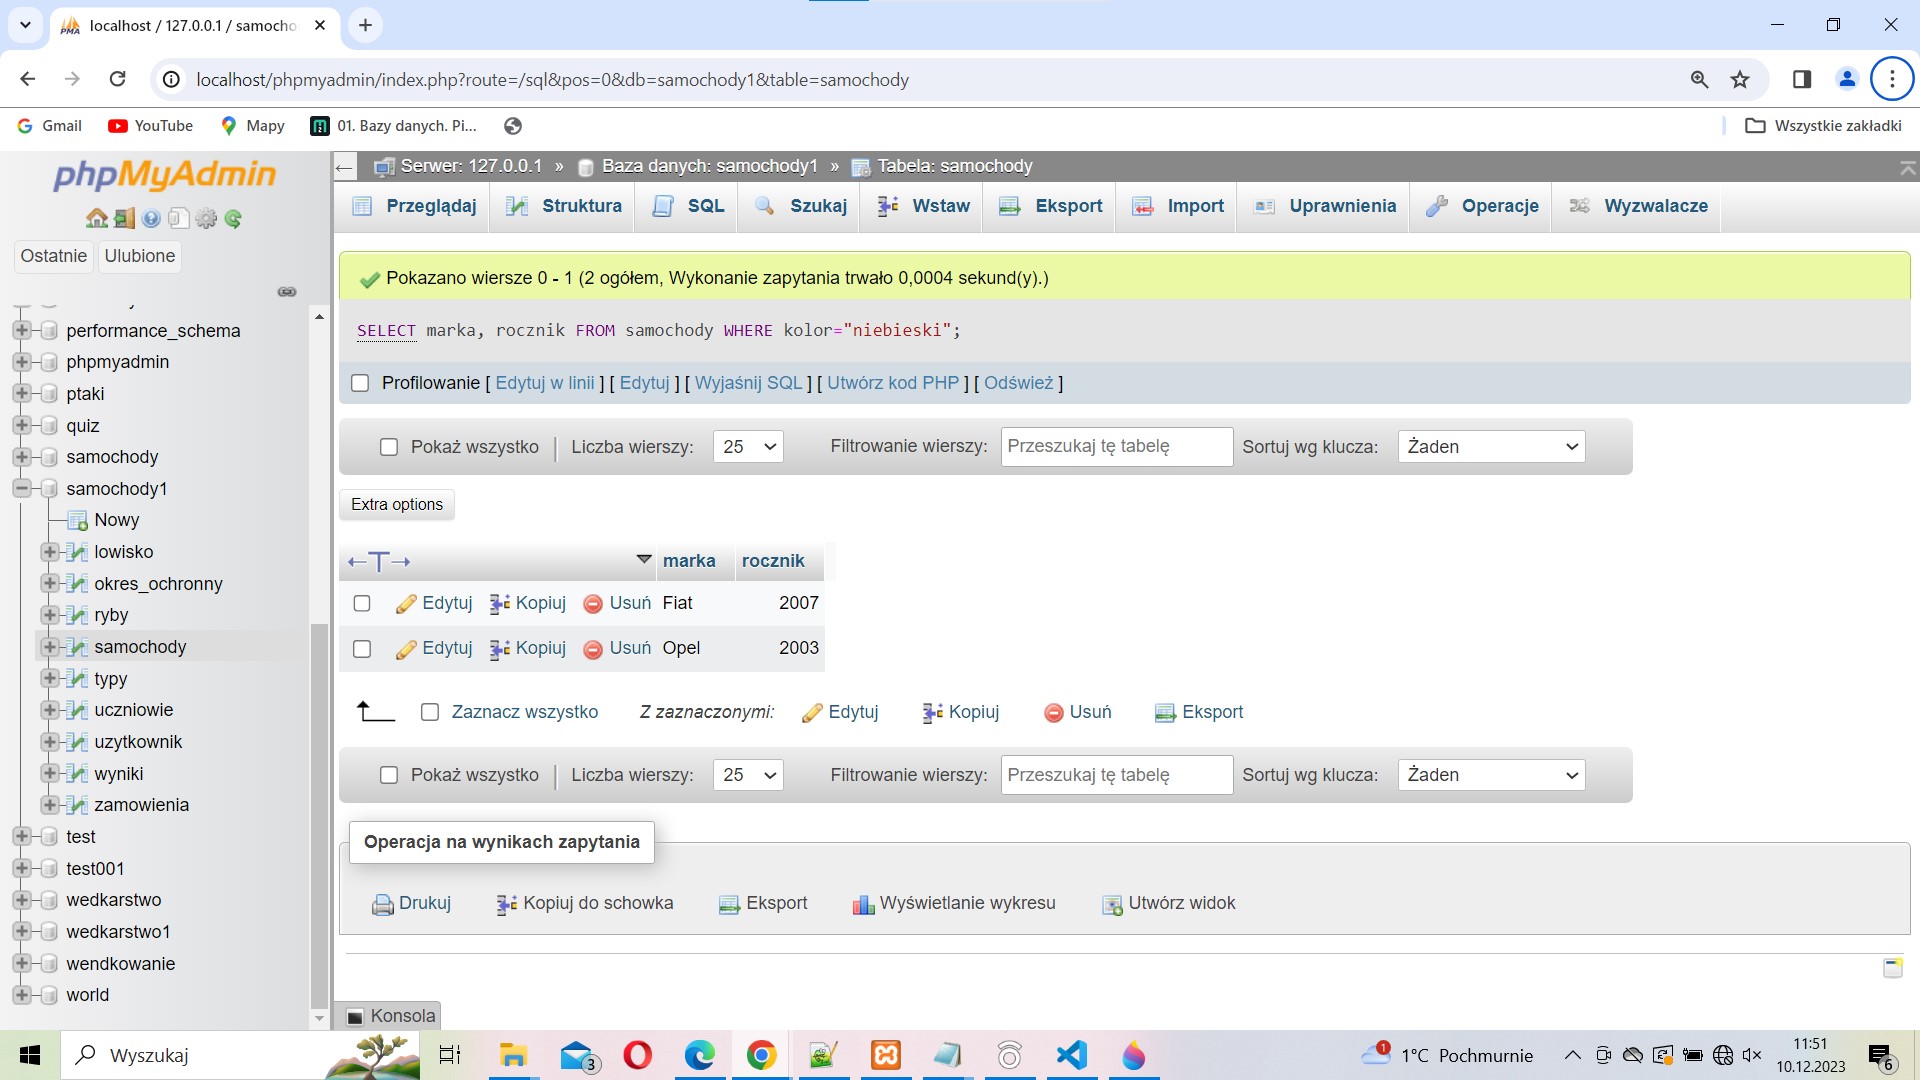 localhost / 127.0.0.1 / samocho
localhost/phpmyadmin/index.php?route=/sql&pos=0&db=samochody1&table=samochody
Gmail YouTube Mapy 01. Bazy danych. Pi... Wszystkie zakładki
phpMyAdmin
Ostatnie Ulubione
performance_schema
phpmyadmin
ptaki
quiz
samochody
samochody1
Nowy
lowisko
okres_ochronny
ryby
samochody
typy
uczniowie
uzytkownik
wyniki
zamowienia
test
test001
wedkarstwo
wedkarstwo1
wendkowanie
world
Serwer: 127.0.0.1 » Baza danych: samochody1 » Tabela: samochody
Przeglądaj Struktura SQL Szukaj Wstaw Eksport Import Uprawnienia Operacje Wyzwalacze
Pokazano wiersze 0 - 1 (2 ogółem, Wykonanie zapytania trwało 0,0004 sekund(y).)
SELECT marka, rocznik FROM samochody WHERE kolor="niebieski";
Profilowanie [ Edytuj w linii ] [ Edytuj ] [ Wyjaśnij SQL ] [ Utwórz kod PHP ] [ Odśwież ]
Pokaż wszystko Liczba wierszy: 25 Filtrowanie wierszy: Przeszukaj tę tabelę Sortuj wg klucza: Żaden
Extra options
←T→ marka rocznik
Edytuj Kopiuj Usuń Fiat 2007
Edytuj Kopiuj Usuń Opel 2003
Zaznacz wszystko Z zaznaczonymi: Edytuj Kopiuj Usuń Eksport
Pokaż wszystko Liczba wierszy: 25 Filtrowanie wierszy: Przeszukaj tę tabelę Sortuj wg klucza: Żaden
Operacja na wynikach zapytania
Drukuj Kopiuj do schowka Eksport Wyświetlanie wykresu Utwórz widok
Konsola
Wyszukaj 3 1 1°C Pochmurnie 11:51
10.12.2023 6